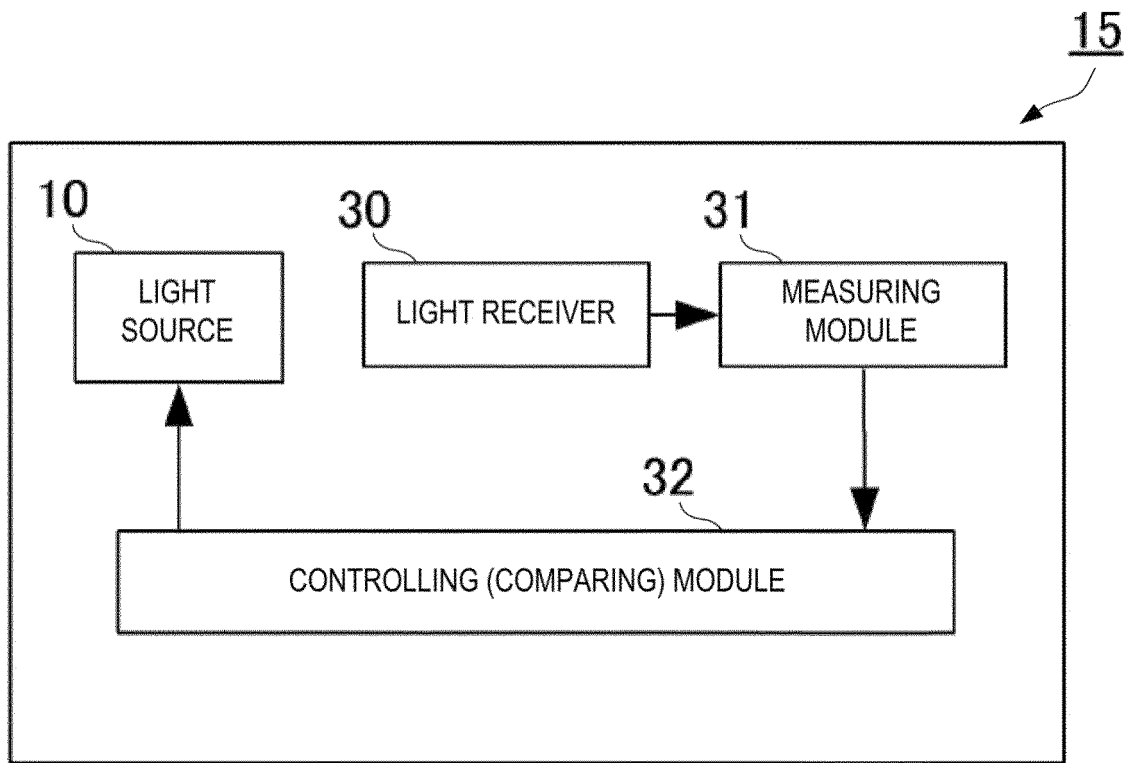 15
10
30
31
LIGHT
SOURCE
LIGHT RECEIVER
MEASURING
MODULE
32
CONTROLLING (COMPARING) MODULE